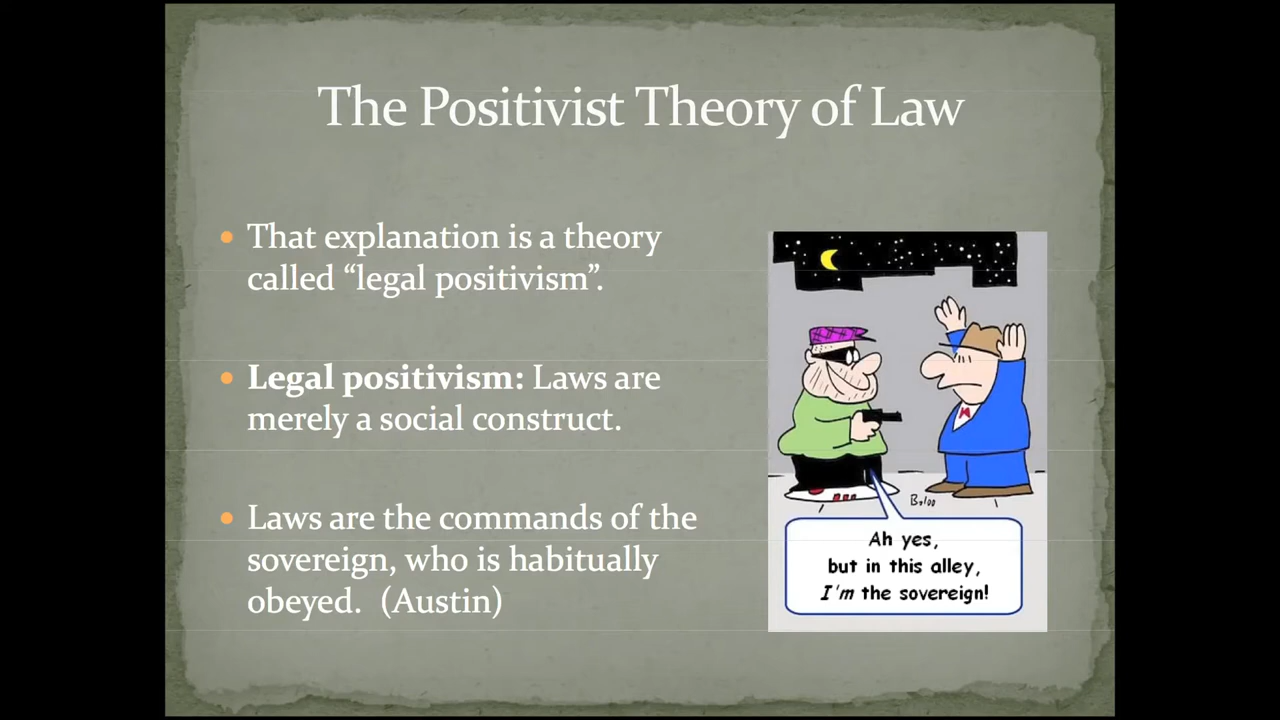 The Positivist Theory of Law
That explanation is a theory
called “legal positivism”.
Legal positivism: Laws are
merely a social construct.
Laws are the commands of the
sovereign, who is habitually
obeyed.  (Austin)
Baloo
Ah yes,
but in this alley,
I'm the sovereign!